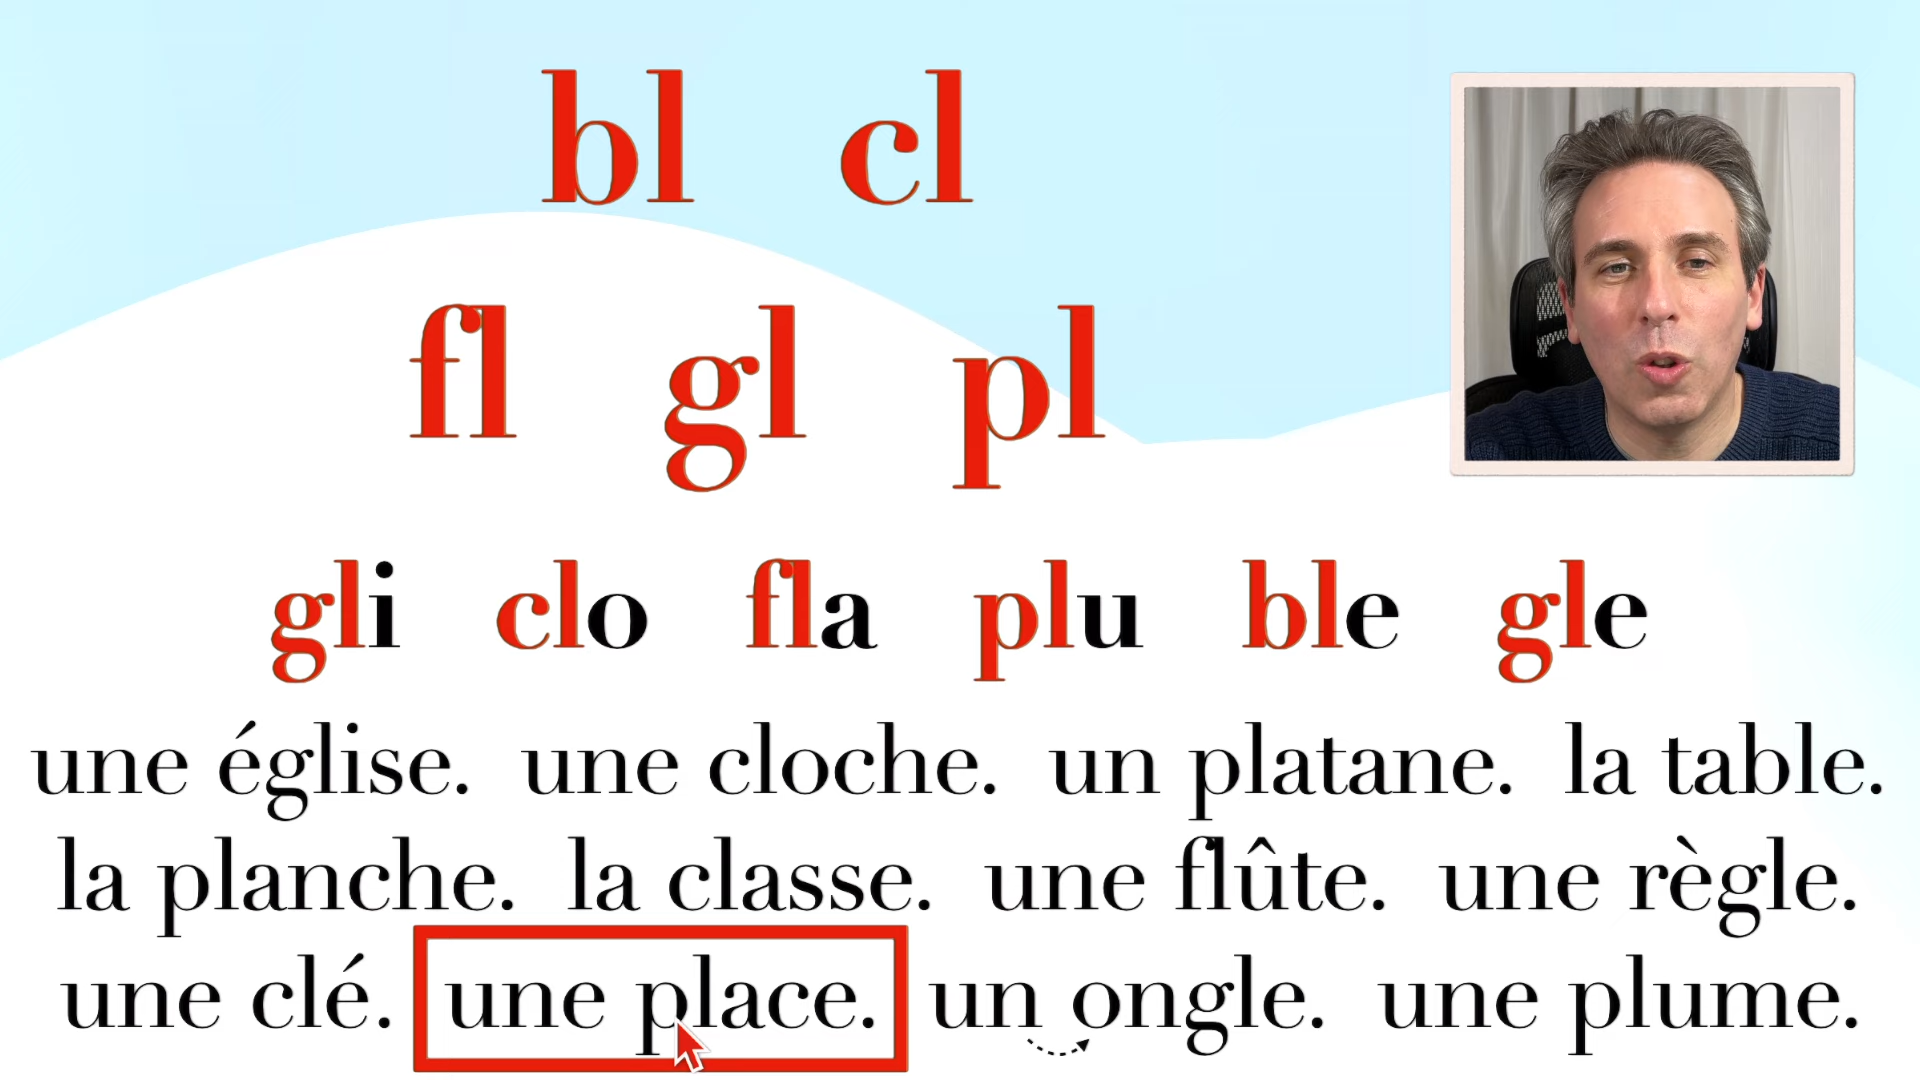 bl cl
fl gl pl
gli clo fla plu ble gle
une église. une cloche. un platane. la table.
la planche. la classe. une flûte. une règle.
une clé. une place. un ongle. une plume.